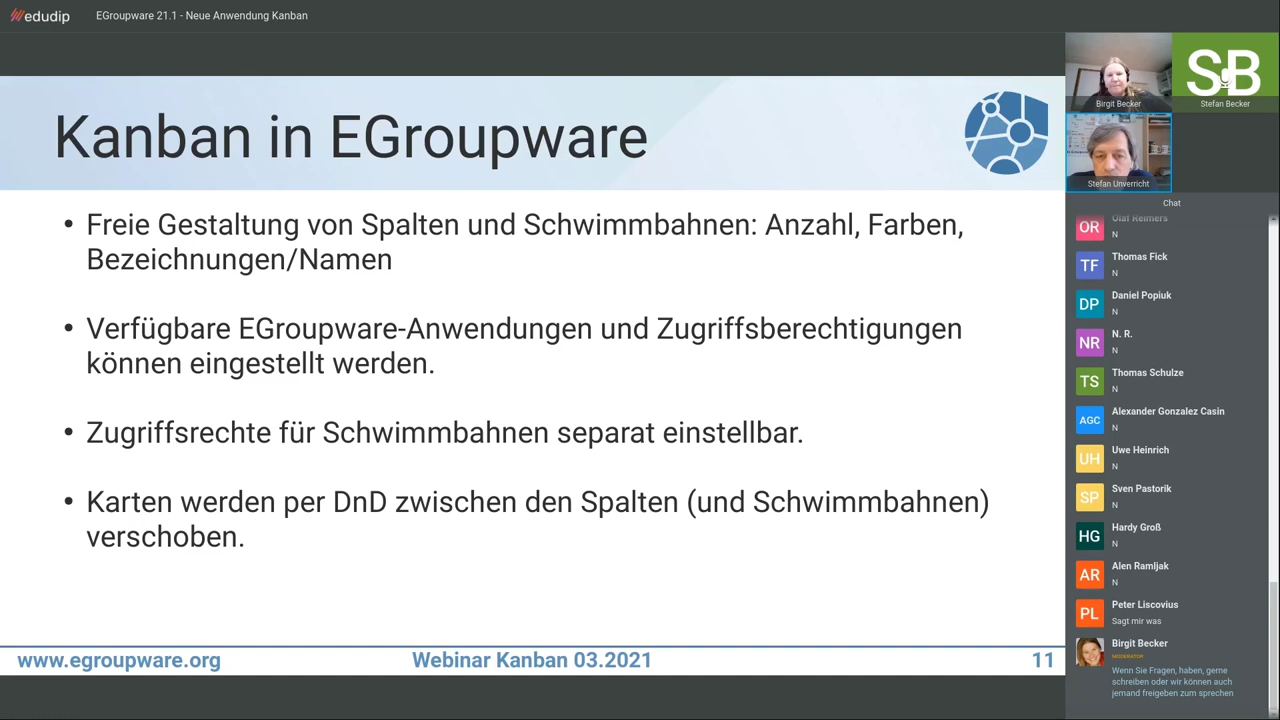 edudip
EGroupware 21.1 - Neue Anwendung Kanban
Kanban in EGroupware
• Freie Gestaltung von Spalten und Schwimmbahnen: Anzahl, Farben,
Bezeichnungen/Namen
• Verfügbare EGroupware-Anwendungen und Zugriffsberechtigungen
können eingestellt werden.
• Zugriffsrechte für Schwimmbahnen separat einstellbar.
• Karten werden per DnD zwischen den Spalten (und Schwimmbahnen)
verschoben.
www.egroupware.org
Webinar Kanban 03.2021
11
Birgit Becker
SB
Stefan Becker
Stefan Unverricht
Chat
Olaf Reimers
OR
N
TF
Thomas Fick
N
DP
Daniel Popiuk
N
NR
N. R.
N
TS
Thomas Schulze
N
AGC
Alexander Gonzalez Casin
N
UH
Uwe Heinrich
N
SP
Sven Pastorik
N
HG
Hardy Groß
N
AR
Alen Ramljak
N
PL
Peter Liscovius
Sagt mir was
Birgit Becker
MODERATOR
Wenn Sie Fragen, haben, gerne
schreiben oder wir können auch
jemand freigeben zum sprechen